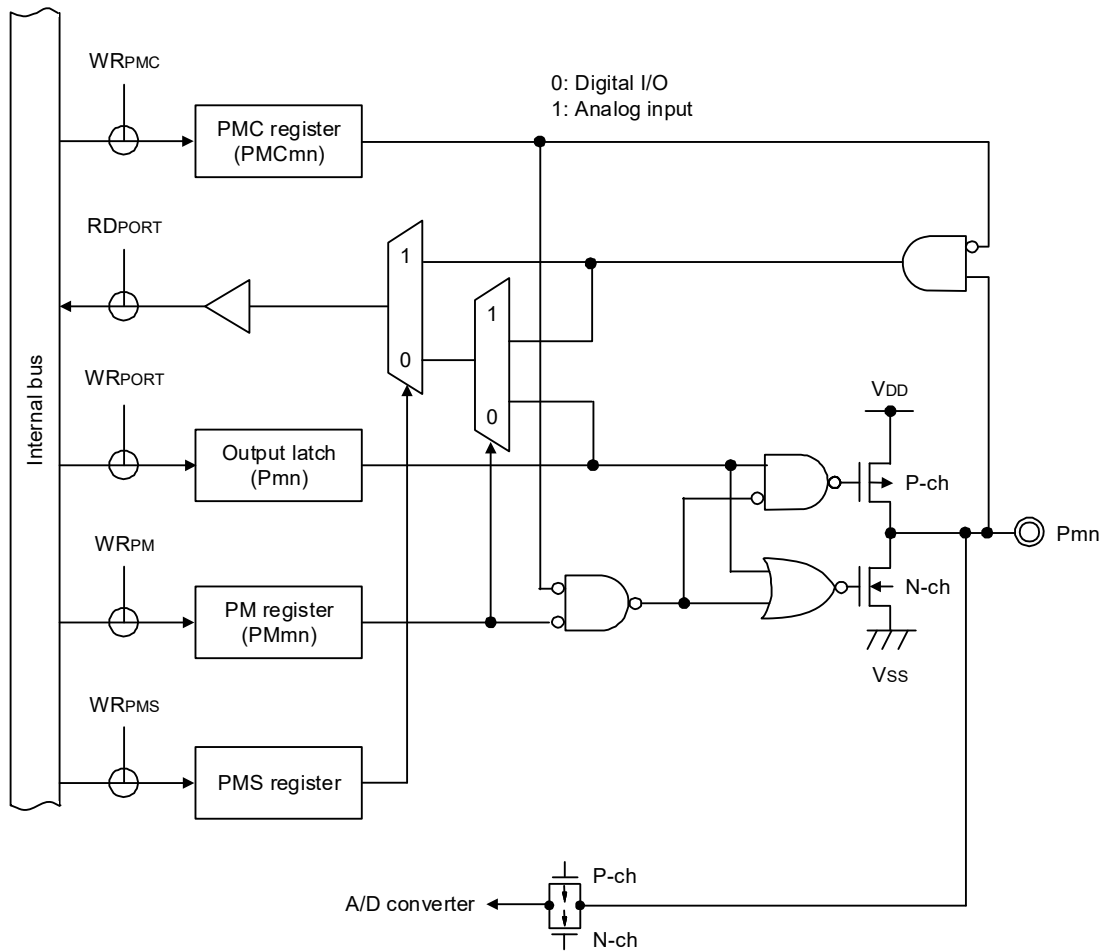 WRPMC
0: Digital I/O
1: Analog input
PMC register
(PMCmn)
RDPORT
1
1
0
0
Internal bus
WRPORT
VDD
Output latch
(Pmn)
P-ch
Pmn
WRPM
N-ch
PM register
(PMmn)
VSS
WRPMS
PMS register
P-ch
A/D converter
N-ch